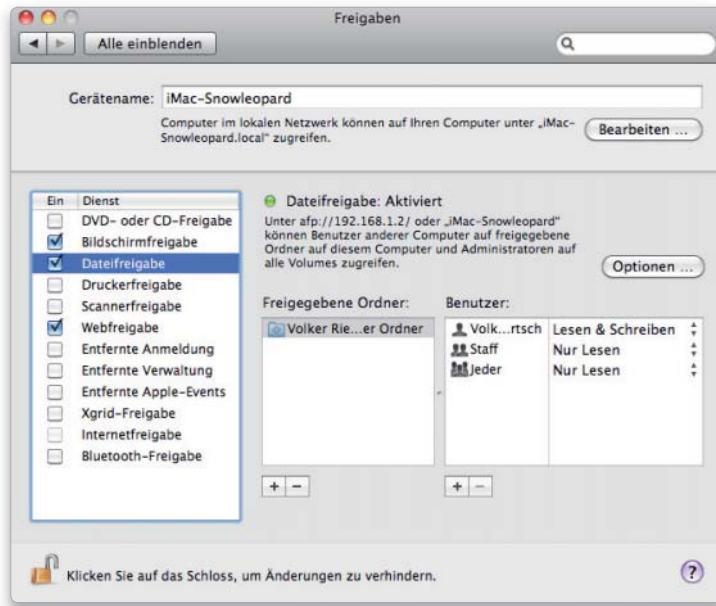 Freigaben
Alle einblenden
Gerätename: iMac-Snowleopard
Computer im lokalen Netzwerk können auf Ihren Computer unter „iMac-
Snowleopard.local“ zugreifen.
Bearbeiten ...
Ein Dienst
DVD- oder CD-Freigabe
Bildschirmfreigabe
Dateifreigabe
Druckerfreigabe
Scannerfreigabe
Webfreigabe
Entfernte Anmeldung
Entfernte Verwaltung
Entfernte Apple-Events
Xgrid-Freigabe
Internetfreigabe
Bluetooth-Freigabe
Dateifreigabe: Aktiviert
Unter afp://192.168.1.2/ oder „iMac-Snowleopard“
können Benutzer anderer Computer auf freigegebene
Ordner auf diesem Computer und Administratoren auf
alle Volumes zugreifen.
Optionen ...
Freigegebene Ordner:
Volker Rie...er Ordner
+ −
Benutzer:
Volk...rtsch Lesen & Schreiben
Staff Nur Lesen
Jeder Nur Lesen
+ −
Klicken Sie auf das Schloss, um Änderungen zu verhindern.
?